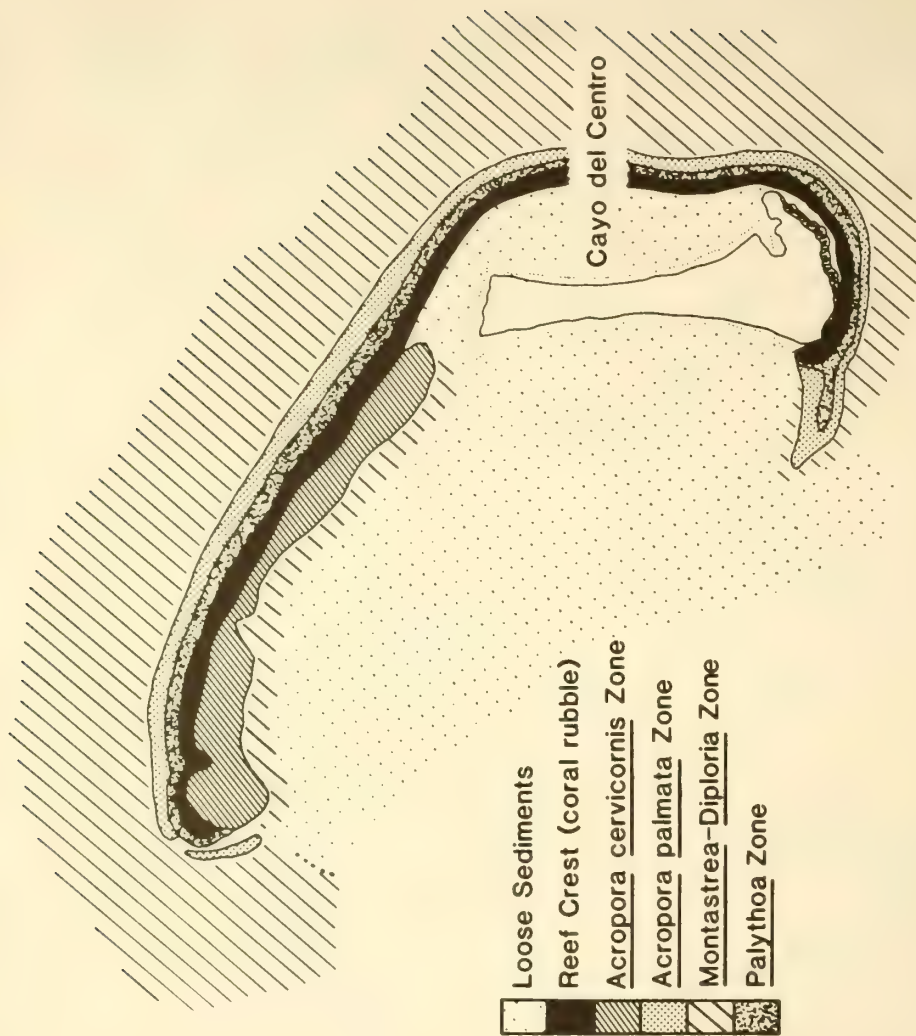 Cayo del Centro
Loose Sediments
Reef Crest (coral rubble)
Acropora cervicornis Zone
Acropora palmata Zone
Montastrea-Diploria Zone
Palythoa Zone